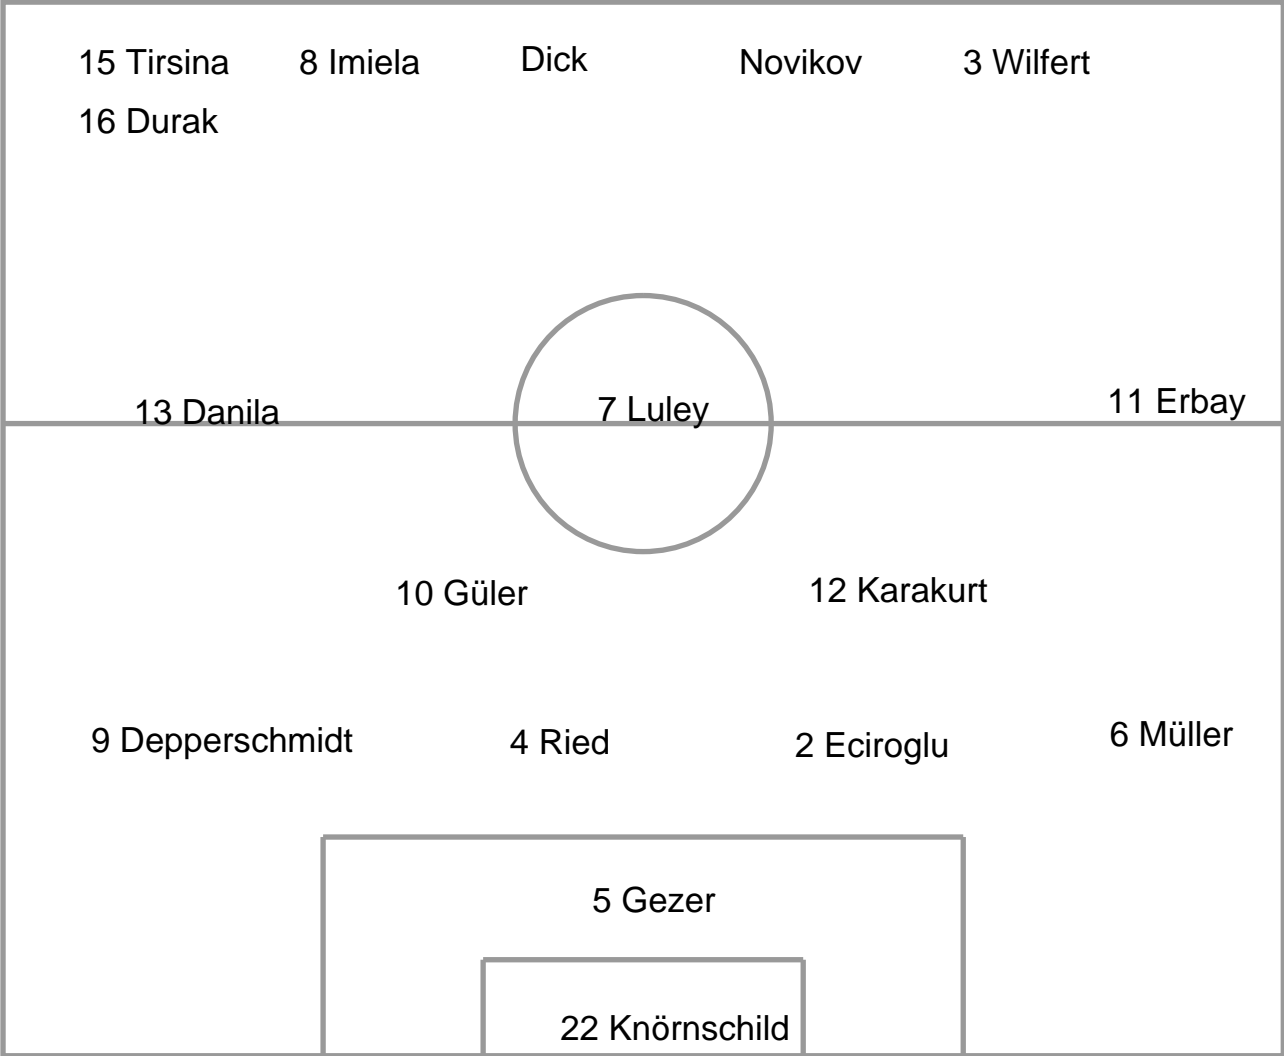 15 Tirsina 8 Imiela Dick Novikov 3 Wilfert
16 Durak
13 Danila 7 Luley 11 Erbay
10 Güler 12 Karakurt
9 Depperschmidt 4 Ried 2 Eciroglu 6 Müller
5 Gezer
22 Knörnschild